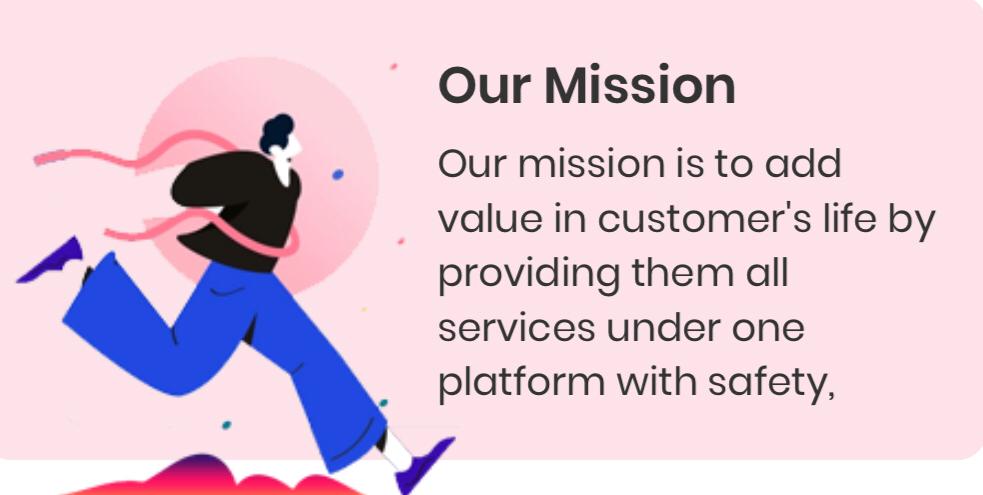 Our Mission
Our mission is to add
value in customer's life by
providing them all
services under one
platform with safety,